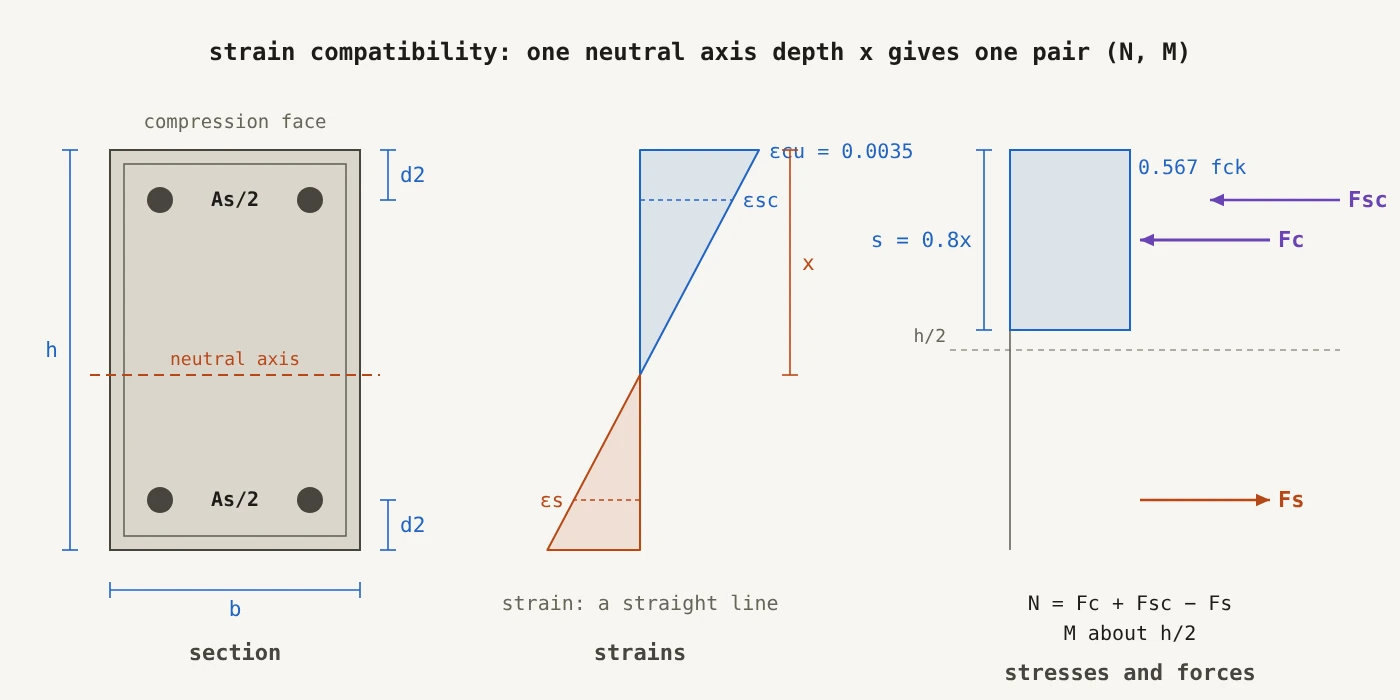 strain compatibility: one neutral axis depth x gives one pair (N, M)
compression face
As/2
d2
h
neutral axis
As/2
d2
b
section
εcu = 0.0035
εsc
x
εs
strain: a straight line
strains
0.567 fck
Fsc
Fc
s = 0.8x
h/2
Fs
N = Fc + Fsc − Fs
M about h/2
stresses and forces